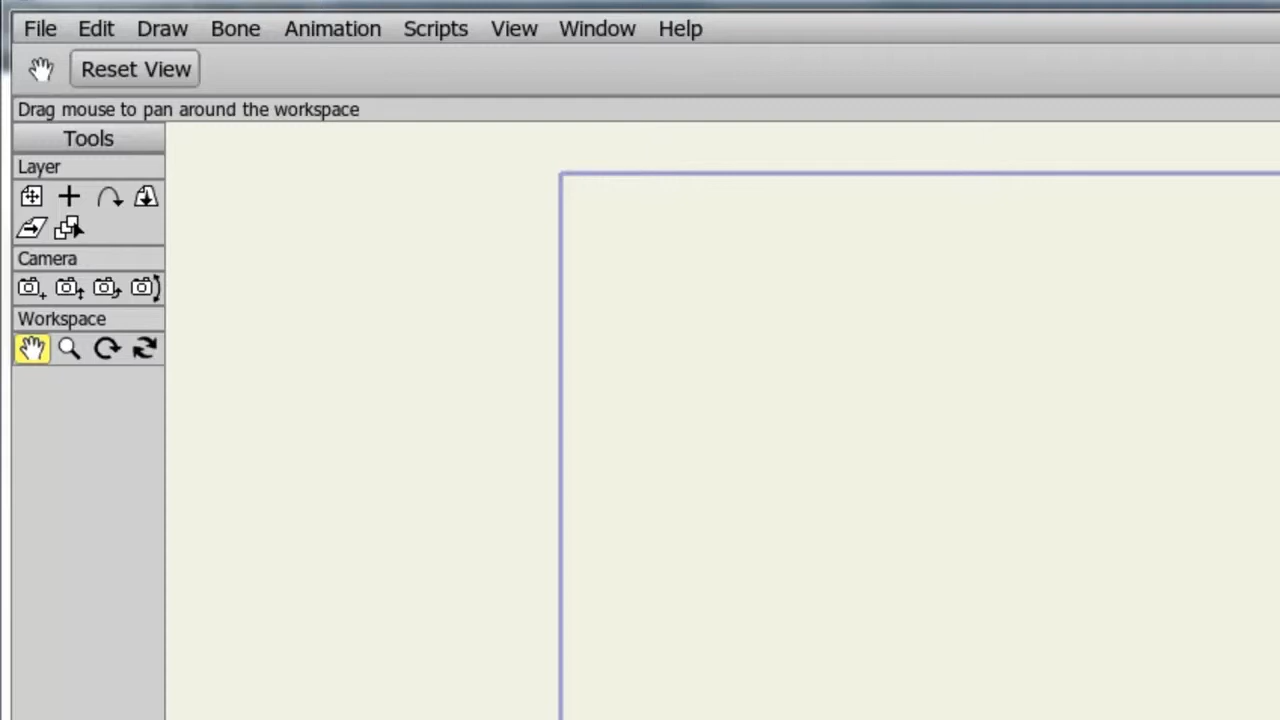 File Edit Draw Bone Animation Scripts View Window Help
Reset View
Drag mouse to pan around the workspace
Tools
Layer
Camera
Workspace